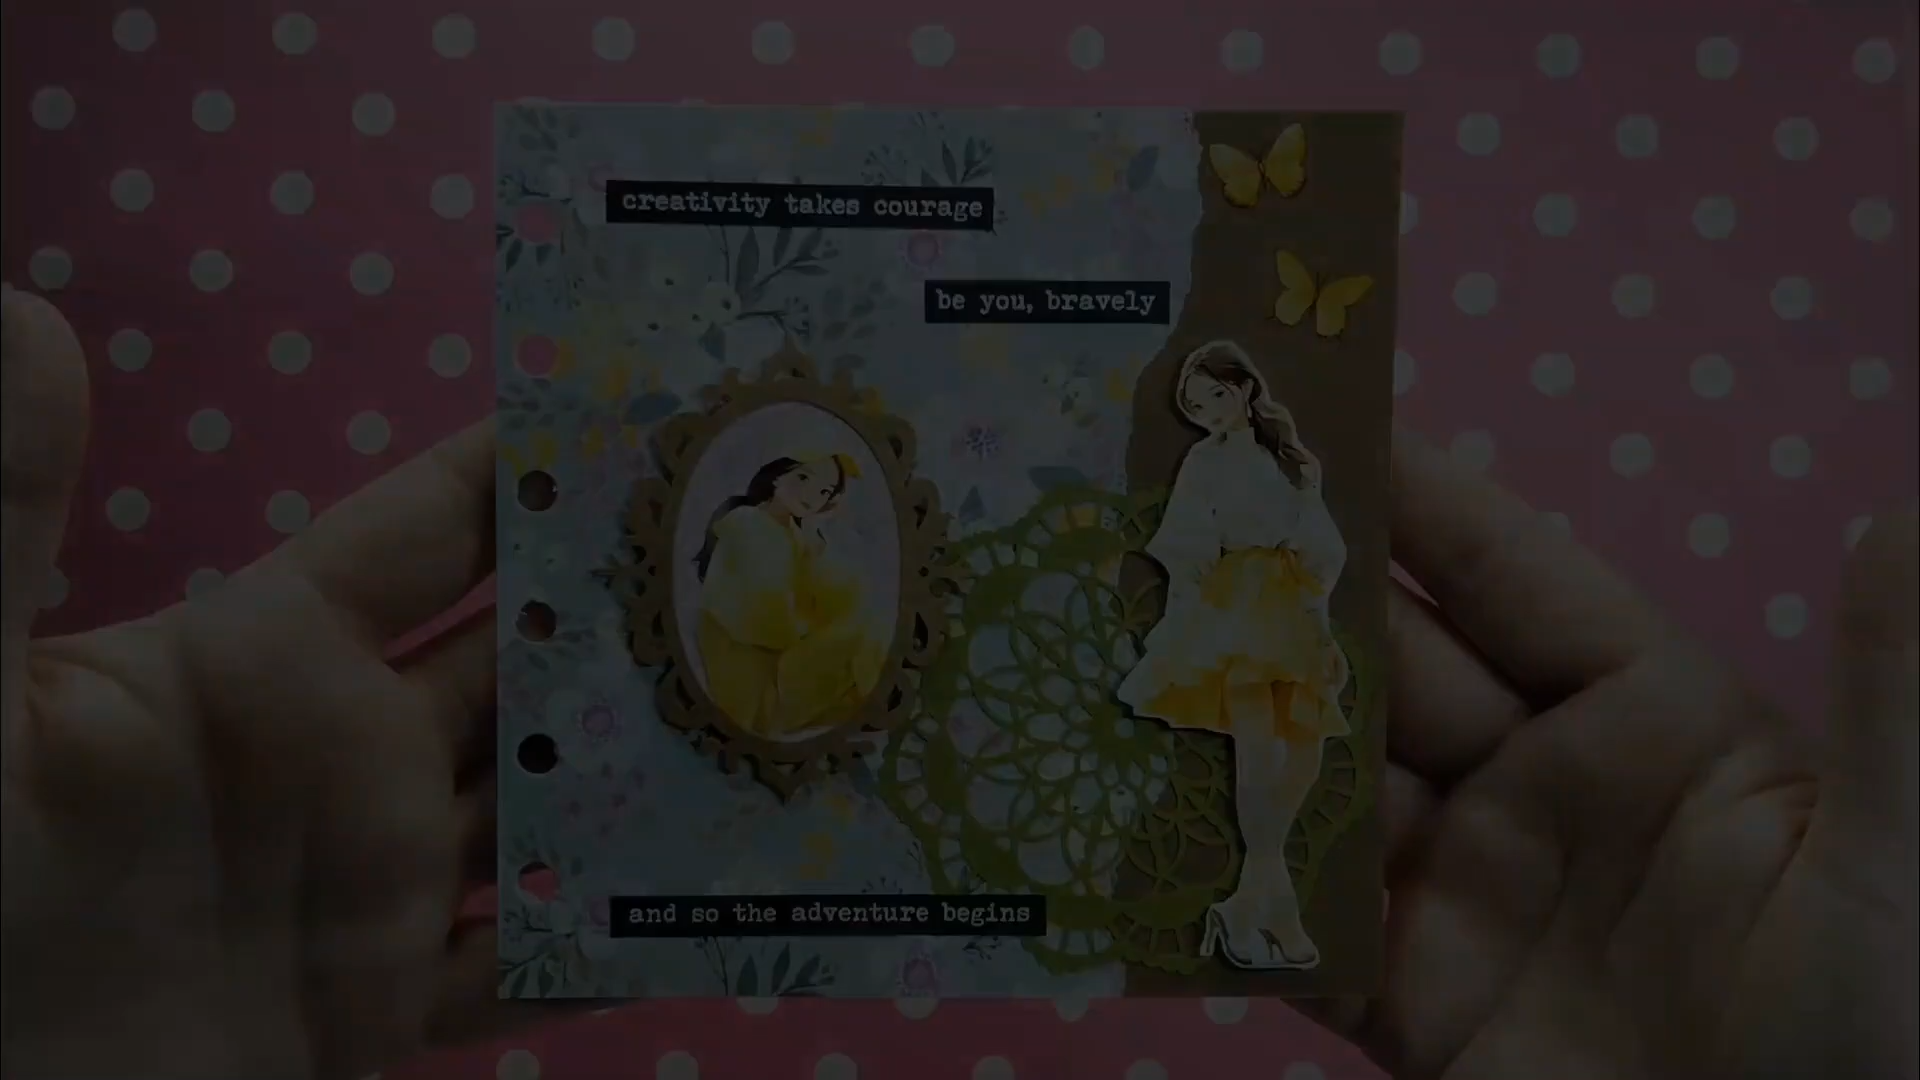 creativity takes courage
be you, bravely
and so the adventure begins